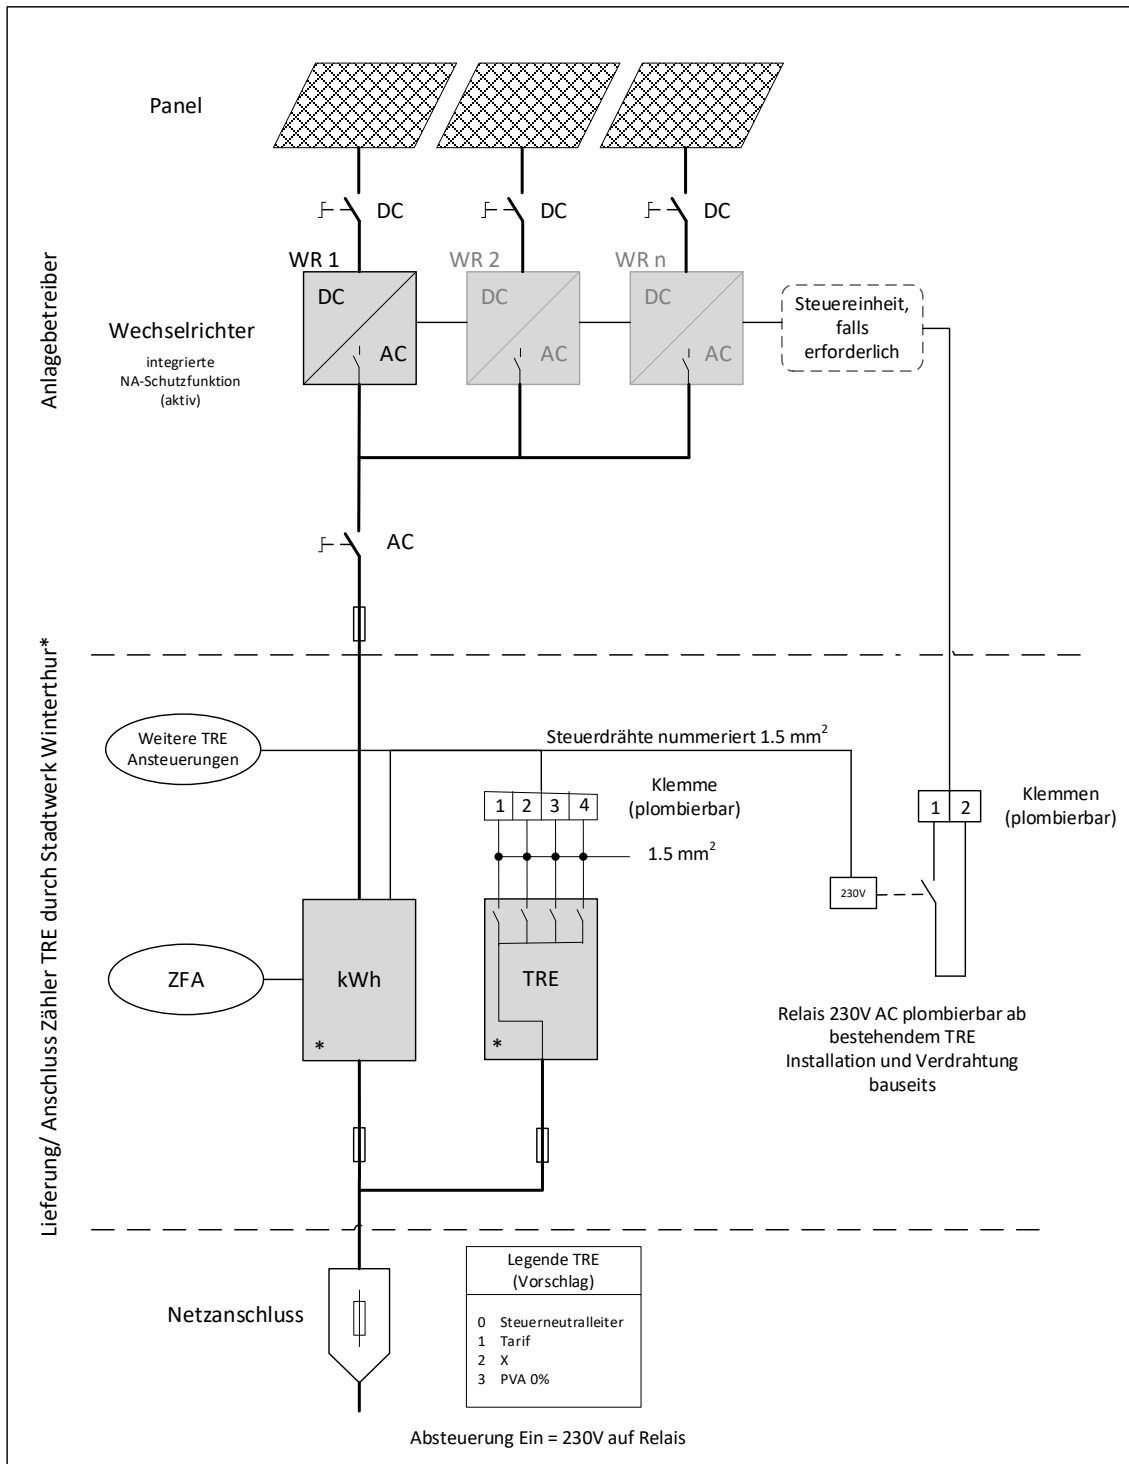 Panel
DC
DC
DC
WR 1
WR 2
WR n
DC
AC
DC
AC
DC
AC
Steuereinheit,
falls
erforderlich
Anlagebetreiber
Wechselrichter
integrierte
NA-Schutzfunktion
(aktiv)
AC
Lieferung/ Anschluss Zähler TRE durch Stadtwerk Winterthur*
Weitere TRE
Ansteuerungen
Steuerdrähte nummeriert 1.5 mm²
1 2 3 4
Klemme
(plombierbar)
1.5 mm²
1 2
Klemmen
(plombierbar)
230V
ZFA
kWh
*
TRE
*
Relais 230V AC plombierbar ab
bestehendem TRE
Installation und Verdrahtung
bauseits
Netzanschluss
Legende TRE
(Vorschlag)
0 Steuerneutralleiter
1 Tarif
2 X
3 PVA 0%
Absteuerung Ein = 230V auf Relais